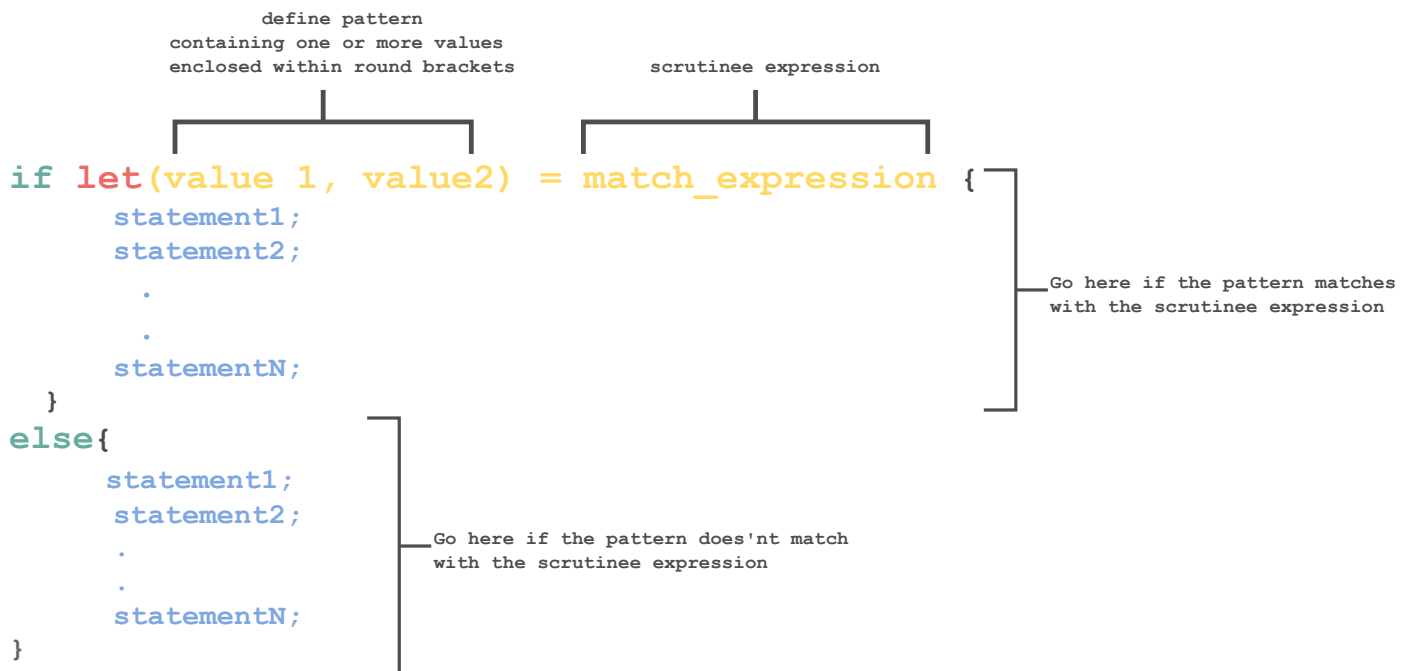 define pattern
containing one or more values
enclosed within round brackets
scrutinee expression
if let(value 1, value2) = match_expression {
statement1;
statement2;
.
.
statementN;
}
Go here if the pattern matches
with the scrutinee expression
else{
statement1;
statement2;
.
.
statementN;
}
Go here if the pattern does'nt match
with the scrutinee expression